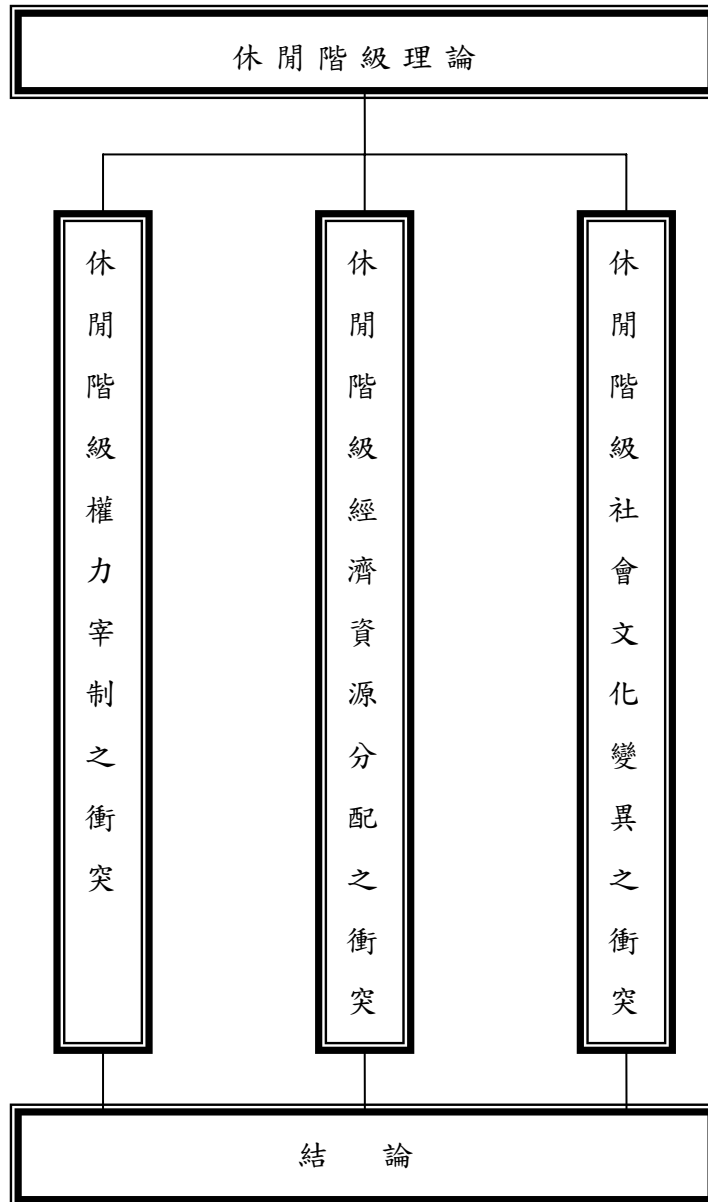 休閒階級理論
休閒階級權力宰制之衝突
休閒階級經濟資源分配之衝突
休閒階級社會文化變異之衝突
結 論